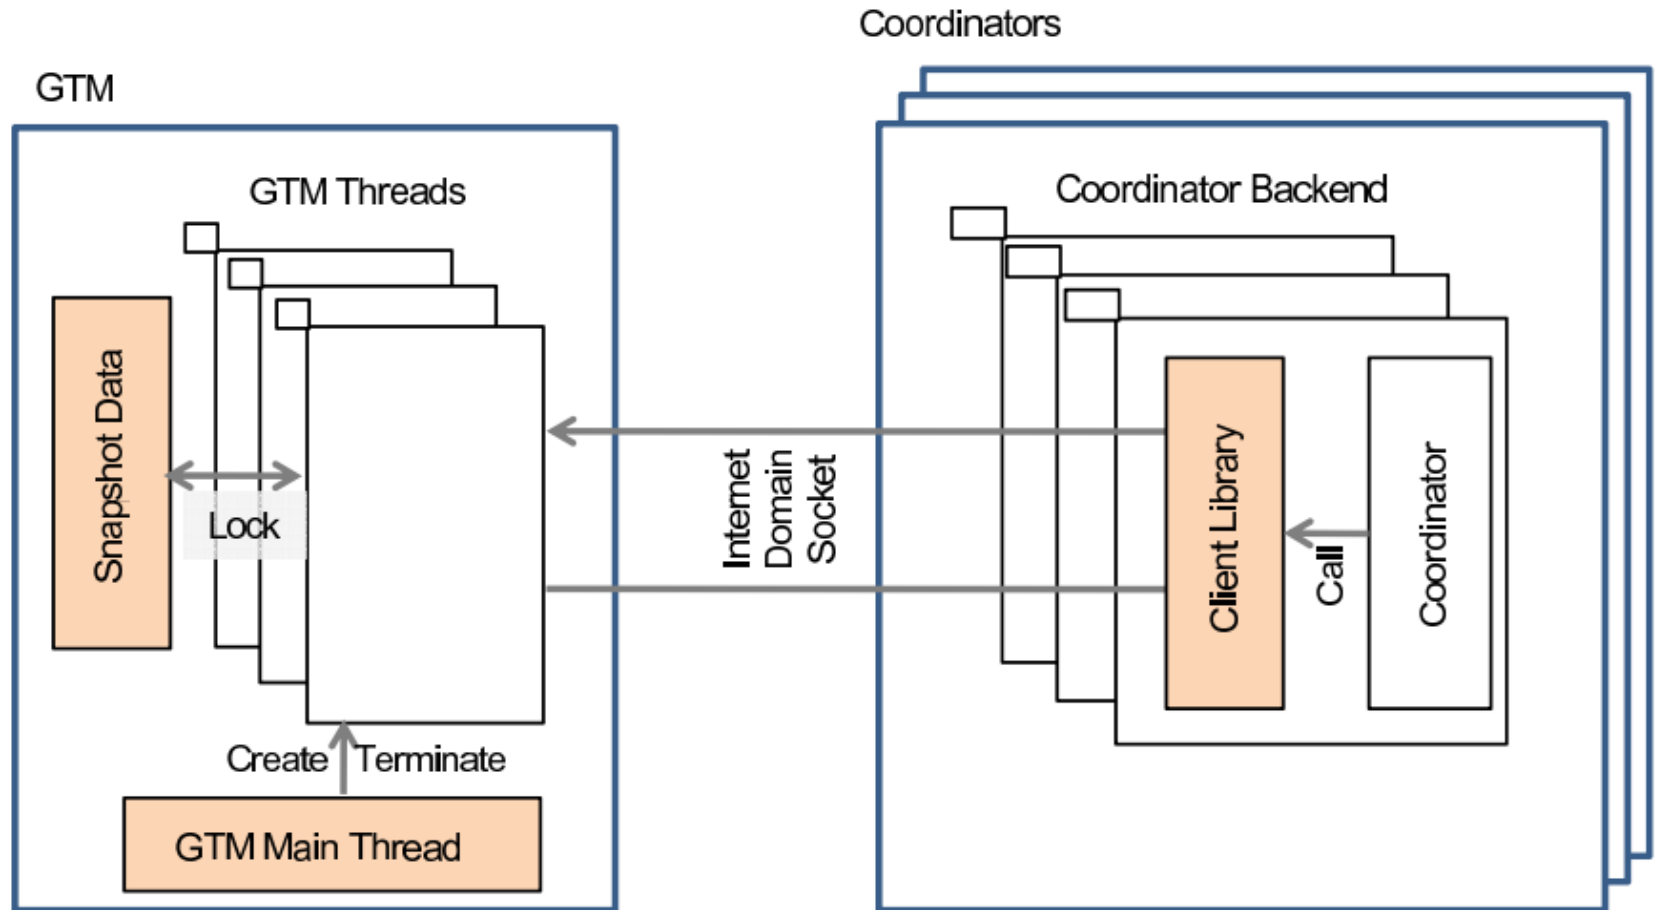 Coordinators
GTM
GTM Threads
Coordinator Backend
Snapshot Data
Lock
Internet
Domain
Socket
Client Library
Call
Coordinator
Create Terminate
GTM Main Thread